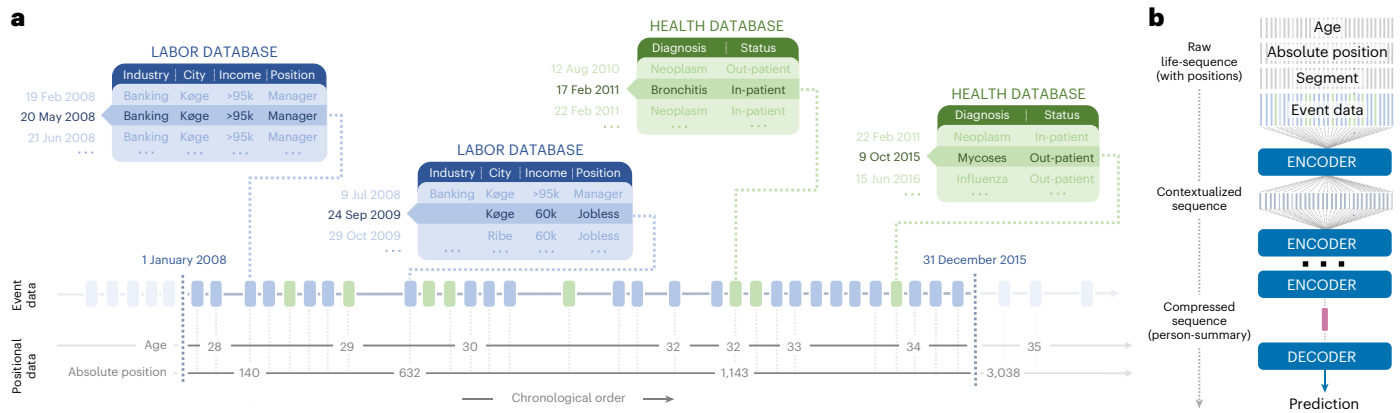 a
LABOR DATABASE
Industry City Income Position
19 Feb 2008 Banking Køge >95k Manager
20 May 2008 Banking Køge >95k Manager
21 Jun 2008 Banking Køge >95k Manager
... ... ... ... ...
LABOR DATABASE
Industry City Income Position
9 Jul 2008 Banking Køge >95k Manager
24 Sep 2009 Køge 60k Jobless
29 Oct 2009 Ribe 60k Jobless
... ... ... ... ...
HEALTH DATABASE
Diagnosis Status
12 Aug 2010 Neoplasm Out-patient
17 Feb 2011 Bronchitis In-patient
22 Feb 2011 Neoplasm In-patient
... ... ...
HEALTH DATABASE
Diagnosis Status
22 Feb 2011 Neoplasm In-patient
9 Oct 2015 Mycoses Out-patient
15 Jun 2016 Influenza Out-patient
... ... ...
1 January 2008
31 December 2015
Event
data
Positional
data
Age 28 29 30 32 32 33 34 35
Absolute position 140 632 1,143 3,038
Chronological order
b
Raw
life-sequence
(with positions)
Age
Absolute position
Segment
Event data
ENCODER
Contextualized
sequence
ENCODER
ENCODER
Compressed
sequence
(person-summary)
DECODER
Prediction